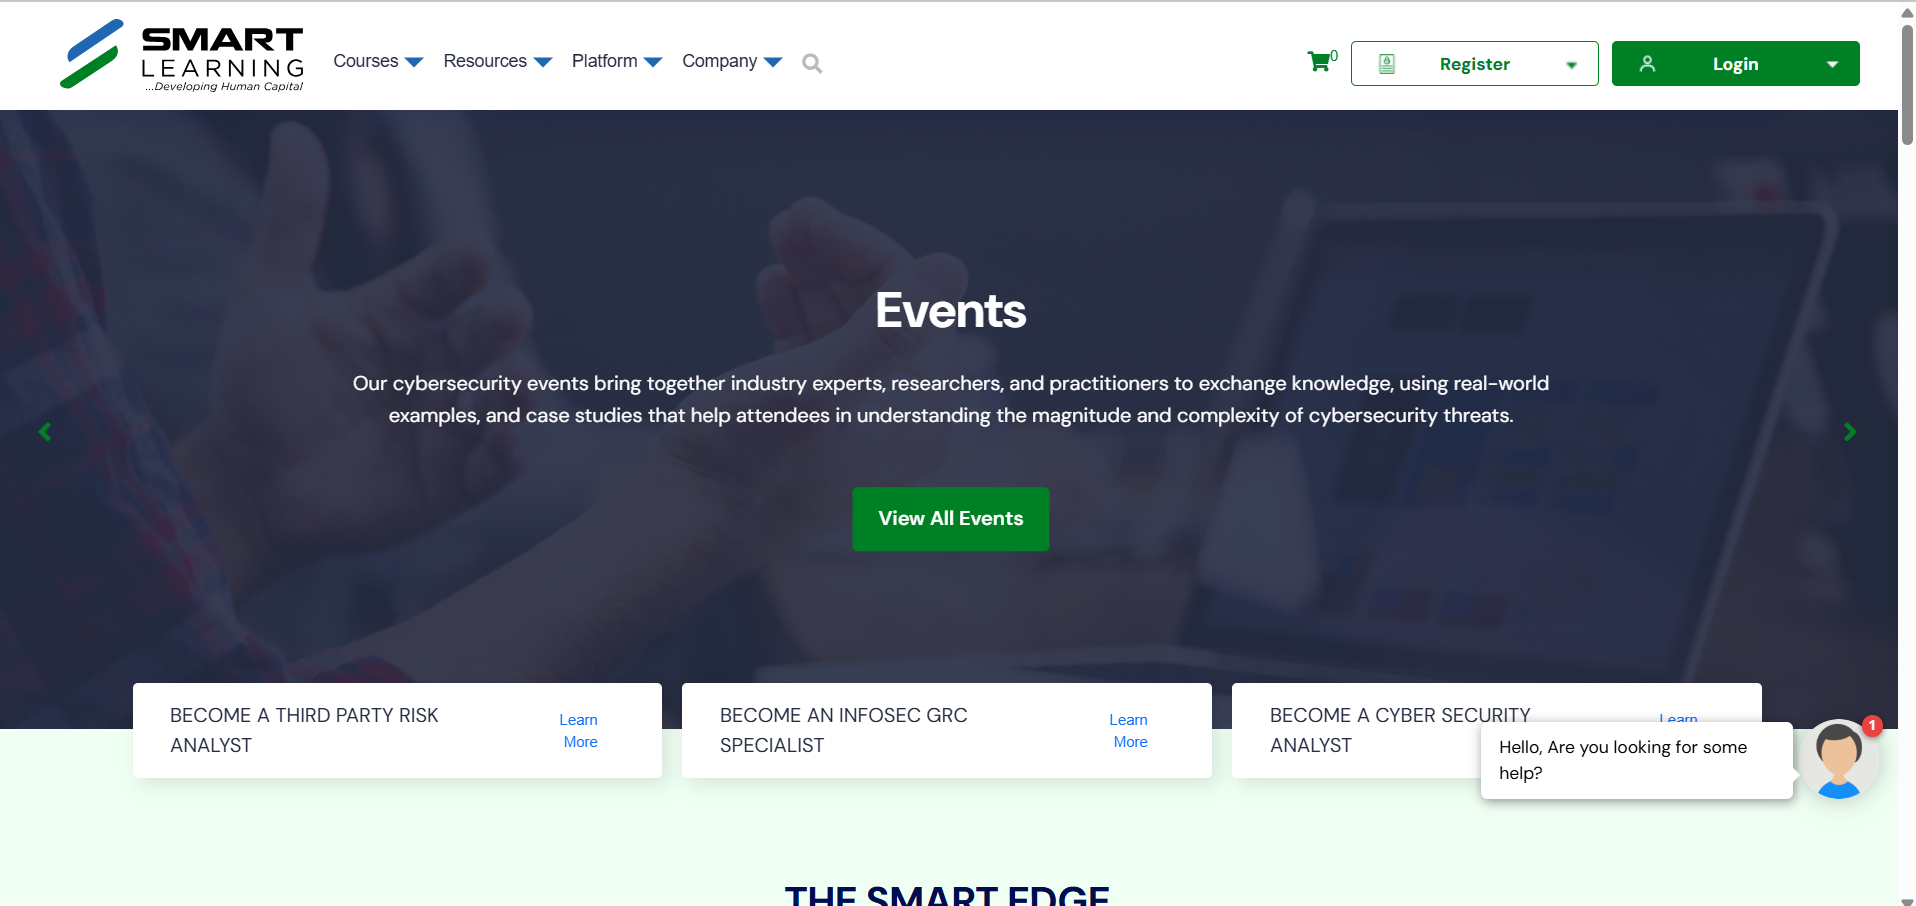 SMART
LEARNING
...Developing Human Capital
Courses
Resources
Platform
Company
0
Register
Login
Events
Our cybersecurity events bring together industry experts, researchers, and practitioners to exchange knowledge, using real-world
examples, and case studies that help attendees in understanding the magnitude and complexity of cybersecurity threats.
View All Events
BECOME A THIRD PARTY RISK
ANALYST
Learn
More
BECOME AN INFOSEC GRC
SPECIALIST
Learn
More
BECOME A CYBER SECURITY
ANALYST
Learn
Hello, Are you looking for some
help?
1
THE SMART EDGE